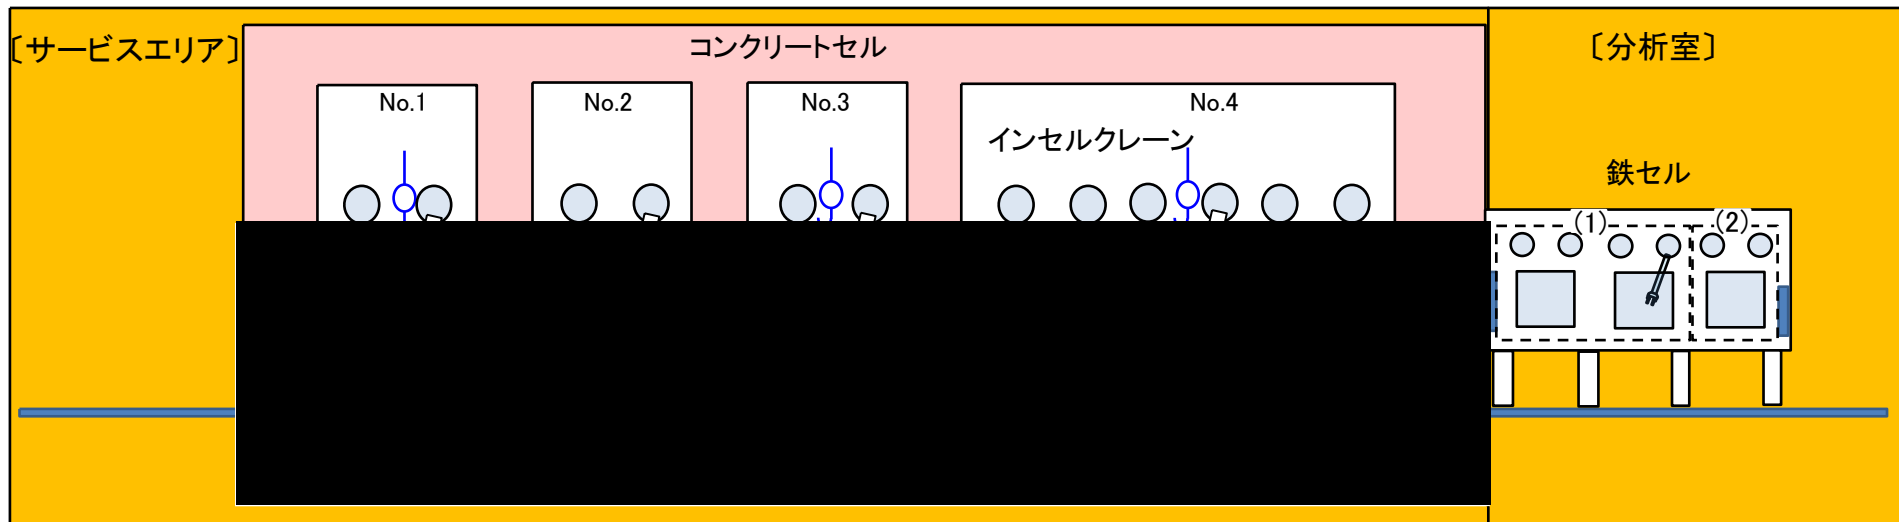 〔サービスエリア〕
コンクリートセル
〔分析室〕
No.1
No.2
No.3
No.4
インセルクレーン
鉄セル
(1)
(2)